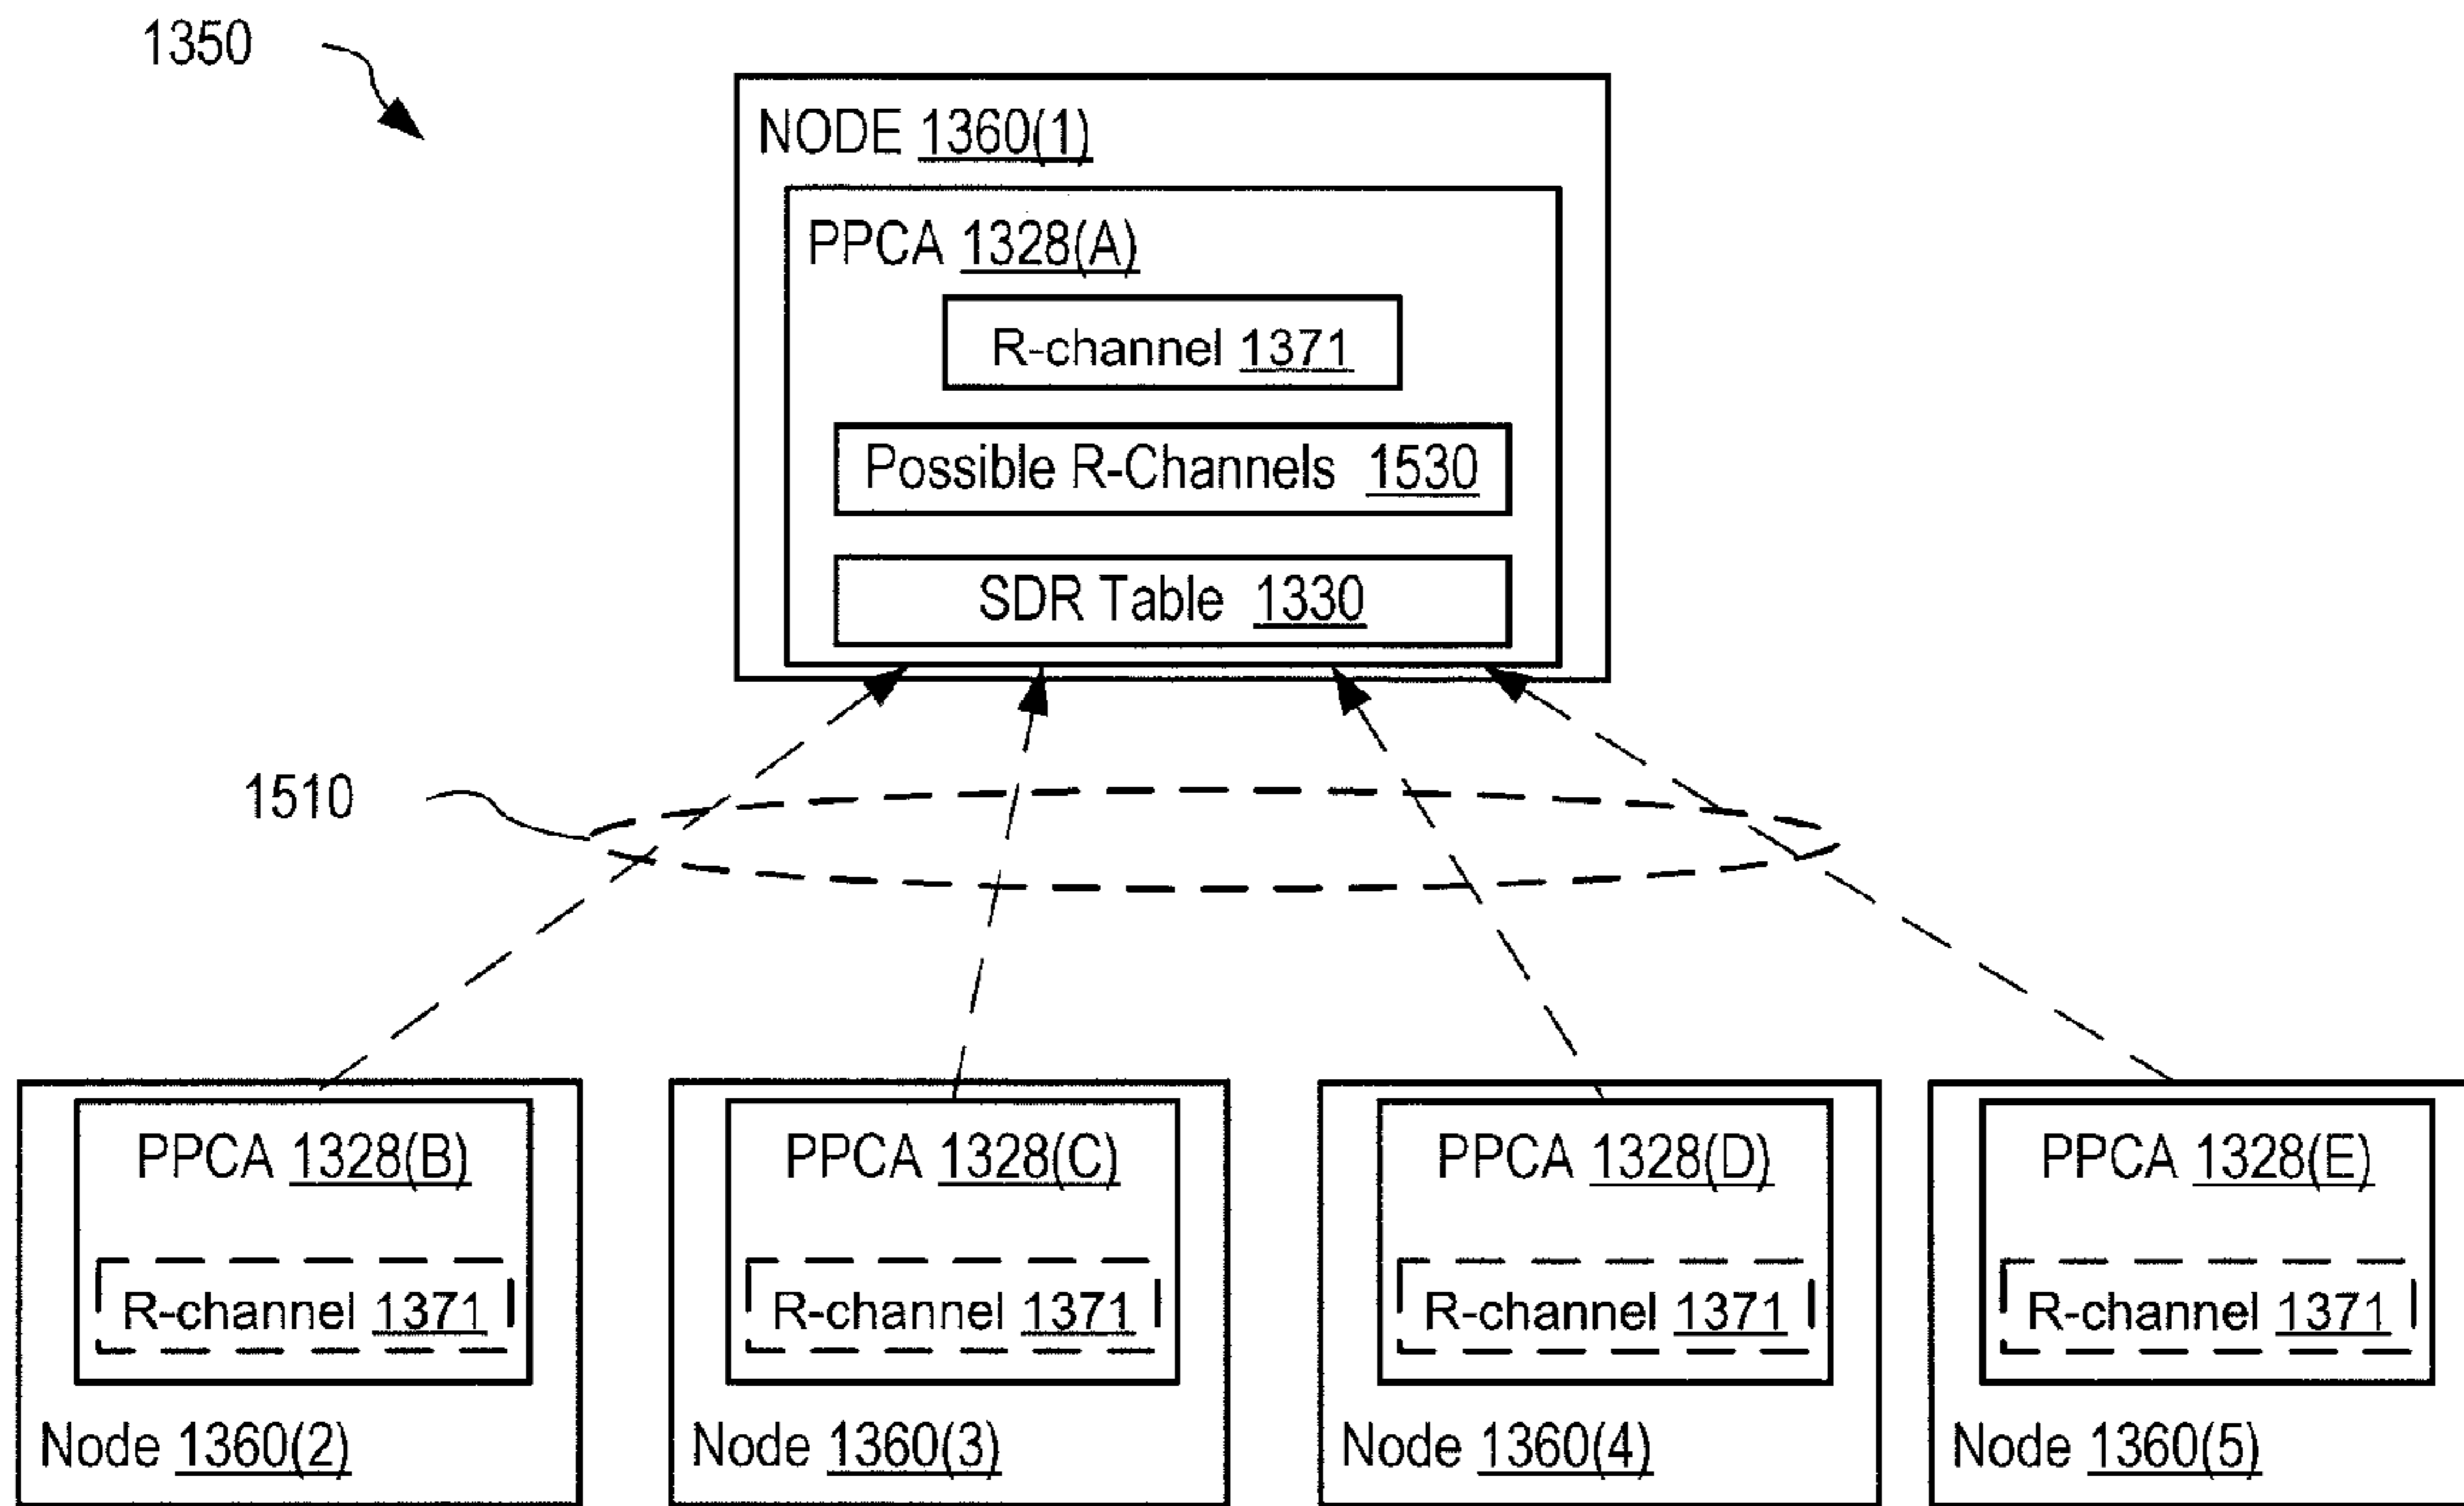 1350
NODE 1360(1)
PPCA 1328(A)
R-channel 1371
Possible R-Channels 1530
SDR Table 1330
1510
PPCA 1328(B)
R-channel 1371
Node 1360(2)
PPCA 1328(C)
R-channel 1371
Node 1360(3)
PPCA 1328(D)
R-channel 1371
Node 1360(4)
PPCA 1328(E)
R-channel 1371
Node 1360(5)